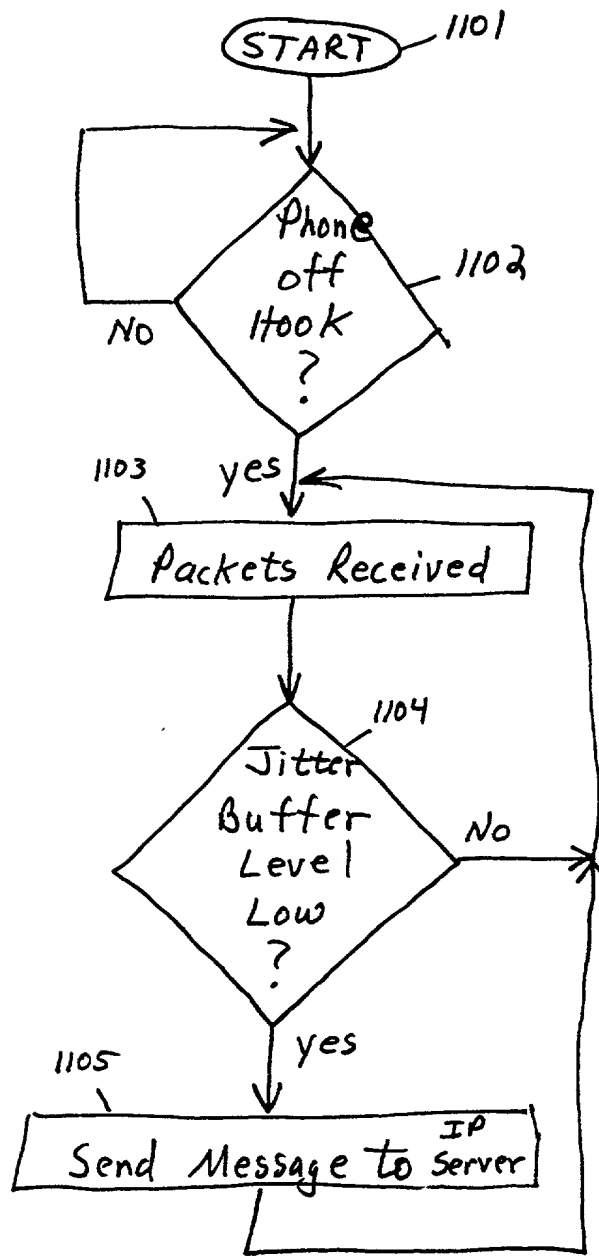 START
1101
Phone
off
Hook
?
1102
NO
yes
1103
Packets Received
1104
Jitter
Buffer
Level
Low
?
NO
yes
1105
Send Message to IP Server